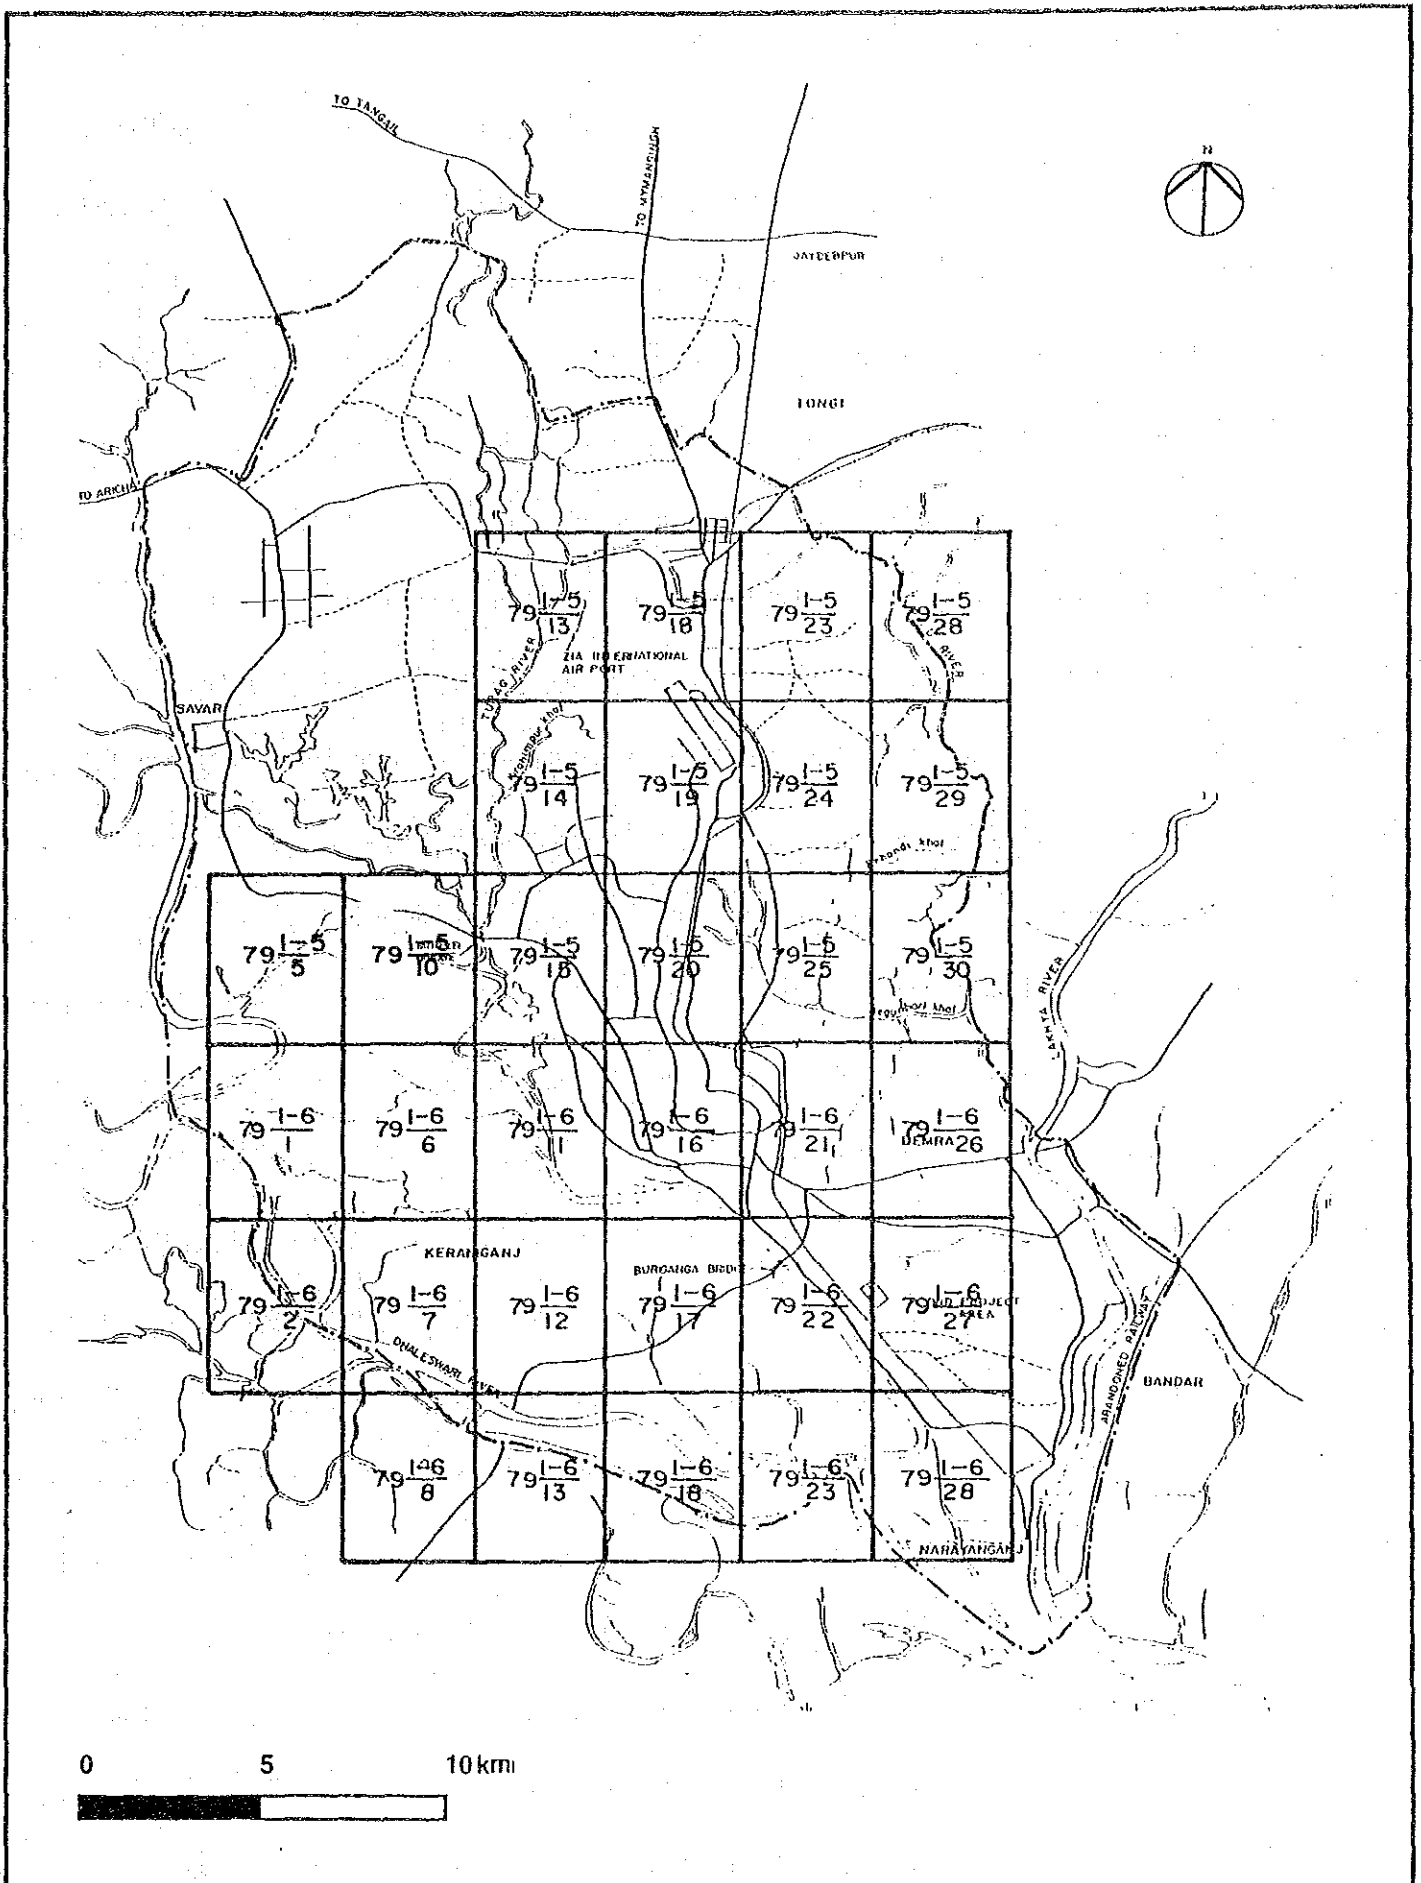 TO TANGAIL
TO MYMANSINGH
N
JAYDEBPUR
TONGI
TO ARICHA
79 1-5/13
79 1-5/18
79 1-5/23
79 1-5/28
ZIA INTERNATIONAL
AIR PORT
TURAG RIVER
RIVER
SAVAR
79 1-5/14
79 1-5/19
79 1-5/24
79 1-5/29
khal
79 1-5/5
79 1-5/10
79 1-5/15
79 1-5/20
79 1-5/25
79 1-5/30
khal
LAKHYA RIVER
79 1-6/1
79 1-6/6
79 1-6/11
79 1-6/16
79 1-6/21
79 1-6/26
DEMRA
KERANIGANJ
BURGANGA BRIDG
79 1-6/2
79 1-6/7
79 1-6/12
79 1-6/17
79 1-6/22
79 1-6/27
PROJECT
AREA
DHALESWARI RIVER
ABANDONED RAILWAY
BANDAR
79 1-6/8
79 1-6/13
79 1-6/18
79 1-6/23
79 1-6/28
NARAYANGANJ
0 5 10 km